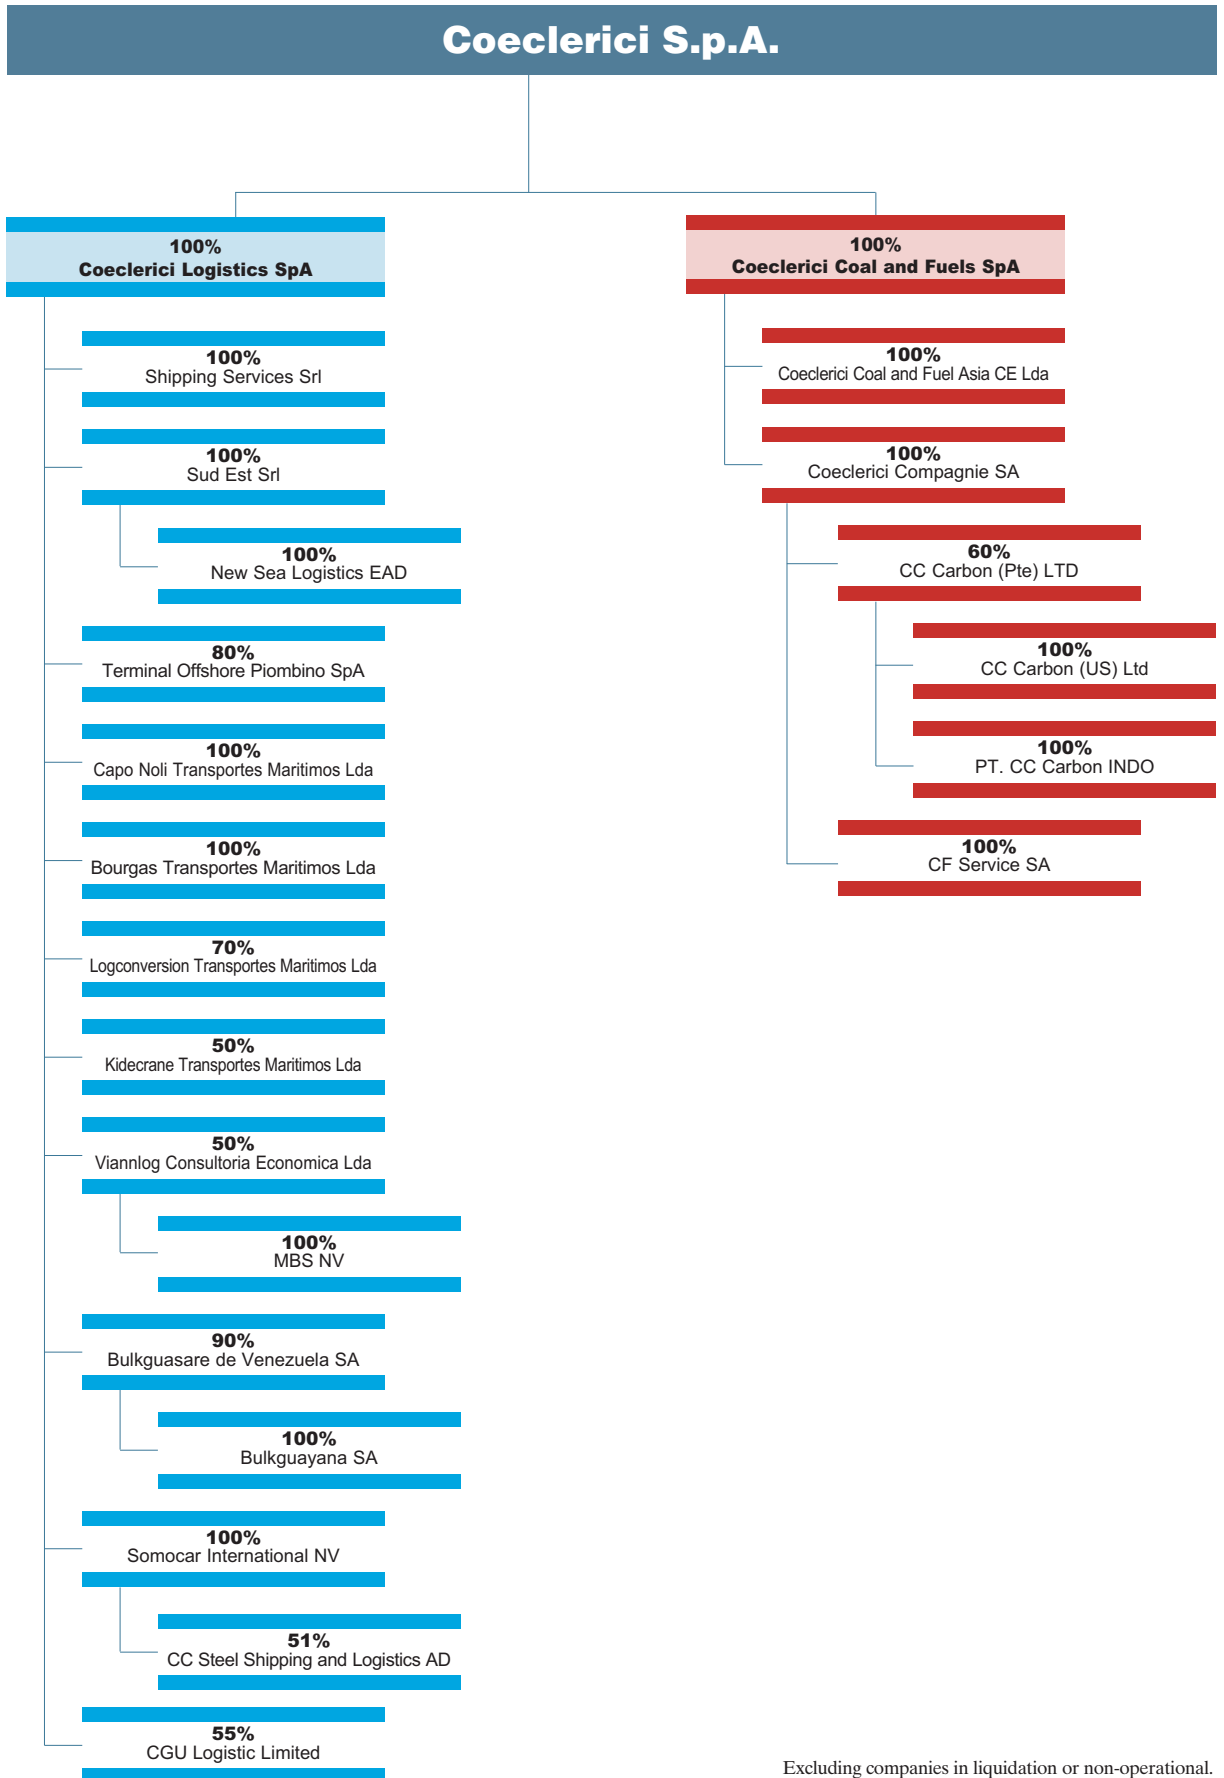 Coeclerici S.p.A.
100%
Coeclerici Logistics SpA
100%
Shipping Services Srl
100%
Sud Est Srl
100%
New Sea Logistics EAD
80%
Terminal Offshore Piombino SpA
100%
Capo Noli Transportes Maritimos Lda
100%
Bourgas Transportes Maritimos Lda
70%
Logconversion Transportes Maritimos Lda
50%
Kidecrane Transportes Maritimos Lda
50%
Viannlog Consultoria Economica Lda
100%
MBS NV
90%
Bulkguasare de Venezuela SA
100%
Bulkguayana SA
100%
Somocar International NV
51%
CC Steel Shipping and Logistics AD
55%
CGU Logistic Limited
100%
Coeclerici Coal and Fuels SpA
100%
Coeclerici Coal and Fuel Asia CE Lda
100%
Coeclerici Compagnie SA
60%
CC Carbon (Pte) LTD
100%
CC Carbon (US) Ltd
100%
PT. CC Carbon INDO
100%
CF Service SA
Excluding companies in liquidation or non-operational.